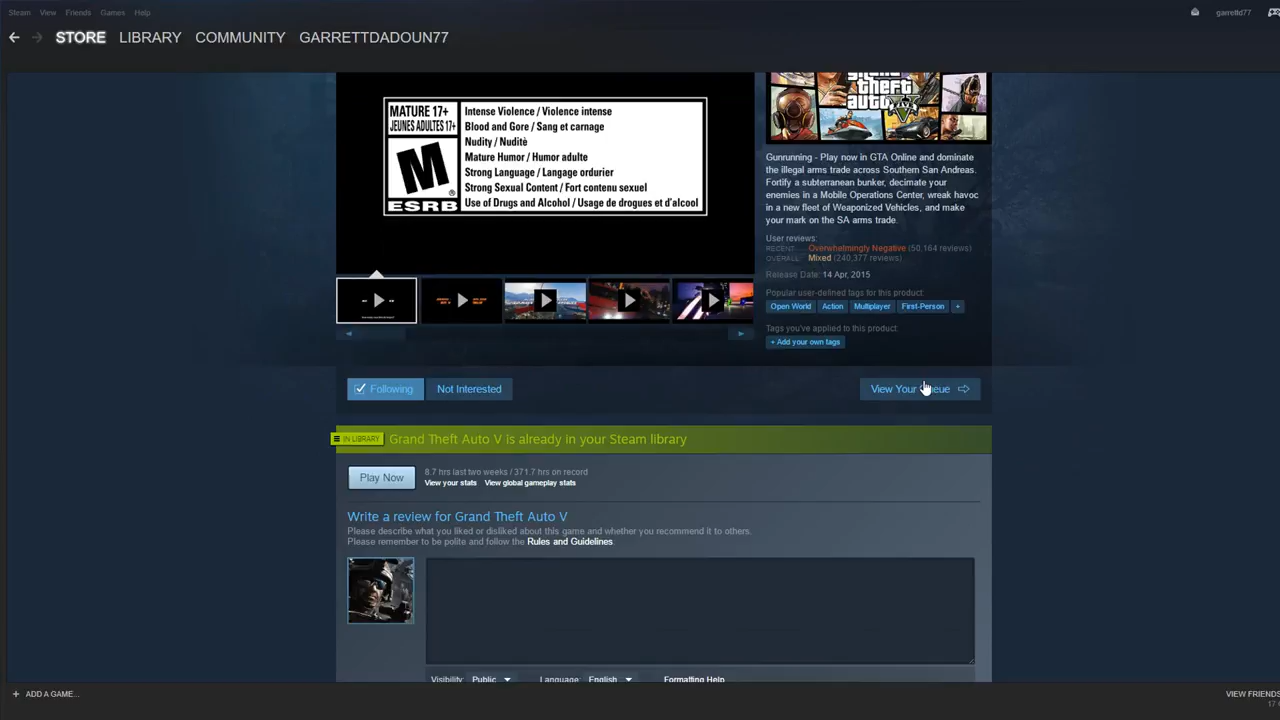 Steam View Friends Games Help
garrettd77
STORE LIBRARY COMMUNITY GARRETTDADOUN77
MATURE 17+
JEUNES ADULTES 17+
M
®
ESRB
Intense Violence / Violence intense
Blood and Gore / Sang et carnage
Nudity / Nudité
Mature Humor / Humor adulte
Strong Language / Langage ordurier
Strong Sexual Content / Fort contenu sexuel
Use of Drugs and Alcohol / Usage de drogues et d'alcool
grand
theft
auto
V
Gunrunning - Play now in GTA Online and dominate
the illegal arms trade across Southern San Andreas.
Fortify a subterranean bunker, decimate your
enemies in a Mobile Operations Center, wreak havoc
in a new fleet of Weaponized Vehicles, and make
your mark on the SA arms trade.
User reviews:
RECENT: Overwhelmingly Negative (50,164 reviews)
OVERALL: Mixed (240,377 reviews)
Release Date: 14 Apr, 2015
Popular user-defined tags for this product:
Open World Action Multiplayer First-Person +
Tags you've applied to this product:
+ Add your own tags
Following Not Interested
View Your Queue
IN LIBRARY Grand Theft Auto V is already in your Steam library
Play Now
8.7 hrs last two weeks / 371.7 hrs on record
View your stats View global gameplay stats
Write a review for Grand Theft Auto V
Please describe what you liked or disliked about this game and whether you recommend it to others.
Please remember to be polite and follow the Rules and Guidelines.
Visibility: Public Language: English Formatting Help
+ ADD A GAME...
VIEW FRIENDS